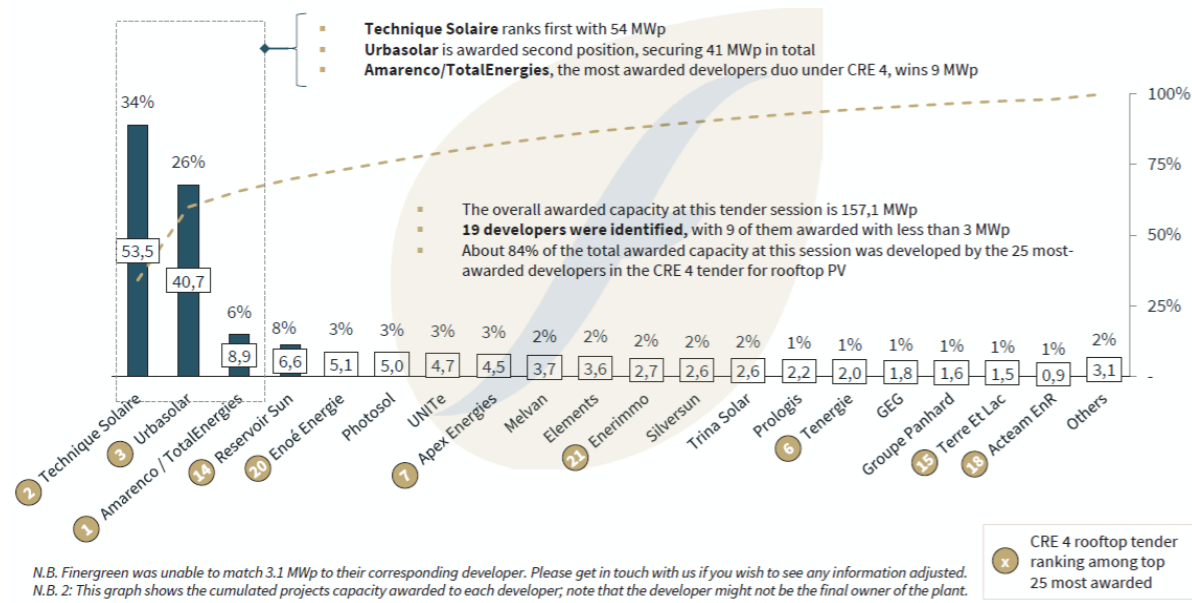 Technique Solaire ranks first with 54 MWp
Urbasolar is awarded second position, securing 41 MWp in total
Amarenco/TotalEnergies, the most awarded developers duo under CRE 4, wins 9 MWp
34%
26%
6%
8%
3%
3%
3%
3%
2%
2%
2%
2%
2%
1%
1%
1%
1%
1%
1%
2%
100%
75%
50%
25%
-
The overall awarded capacity at this tender session is 157,1 MWp
19 developers were identified, with 9 of them awarded with less than 3 MWp
About 84% of the total awarded capacity at this session was developed by the 25 most-
awarded developers in the CRE 4 tender for rooftop PV
53,5
40,7
8,9
6,6
5,1
5,0
4,7
4,5
3,7
3,6
2,7
2,6
2,6
2,2
2,0
1,8
1,6
1,5
0,9
3,1
2 Technique Solaire
3 Urbasolar
1 Amarenco / TotalEnergies
14 Reservoir Sun
20 Enoé Energie
Photosol
UNITe
7 Apex Energies
Melvan
Elements
21 Enerimmo
Silversun
Trina Solar
Prologis
6 Tenergie
GEG
Groupe Panhard
15 Terre Et Lac
18 Acteam EnR
Others
x
CRE 4 rooftop tender
ranking among top
25 most awarded
N.B. Finergreen was unable to match 3.1 MWp to their corresponding developer. Please get in touch with us if you wish to see any information adjusted.
N.B. 2: This graph shows the cumulated projects capacity awarded to each developer; note that the developer might not be the final owner of the plant.